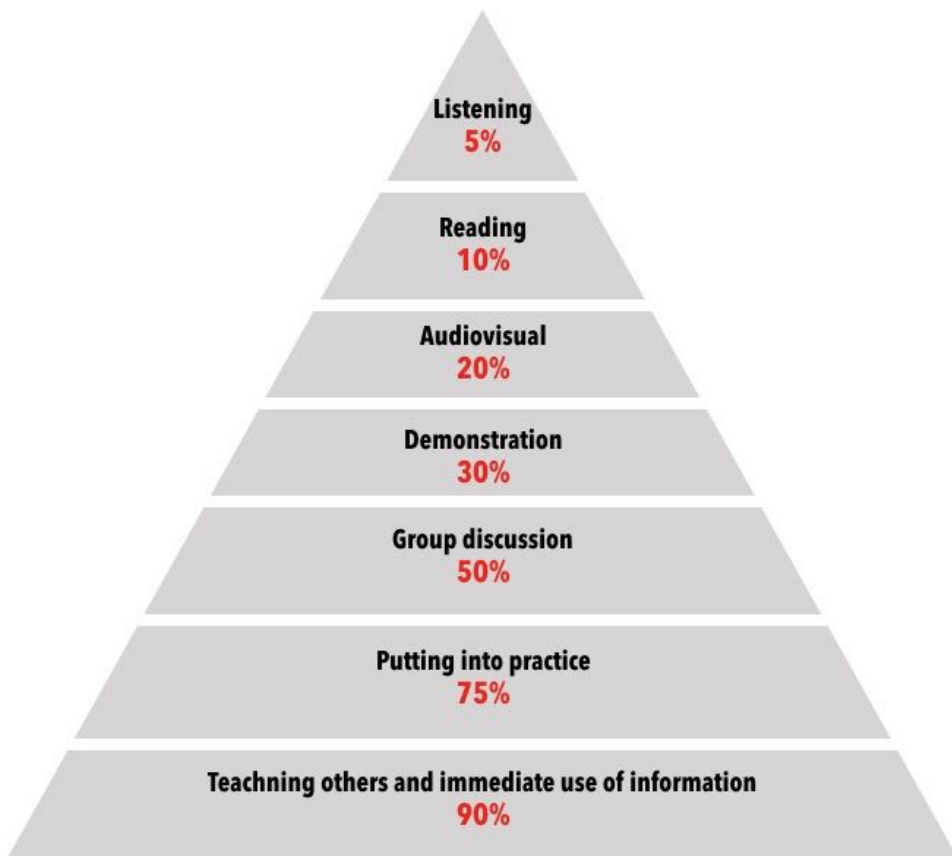 Listening
5%
Reading
10%
Audiovisual
20%
Demonstration
30%
Group discussion
50%
Putting into practice
75%
Teachning others and immediate use of information
90%